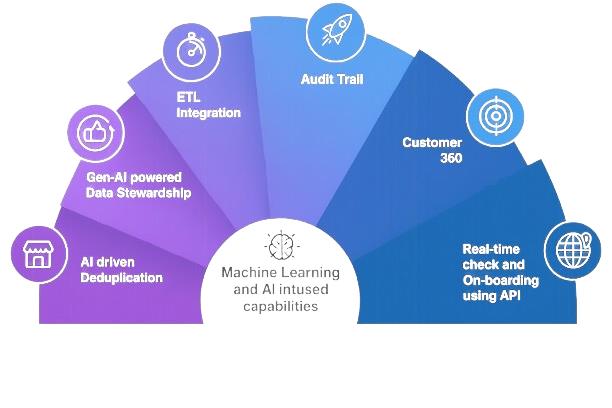 Audit Trail
ETL
Integration
Customer
360
Gen-AI powered
Data Stewardship
AI driven
Deduplication
Real-time
check and
On-boarding
using API
Machine Learning
and AI intused
capabilities